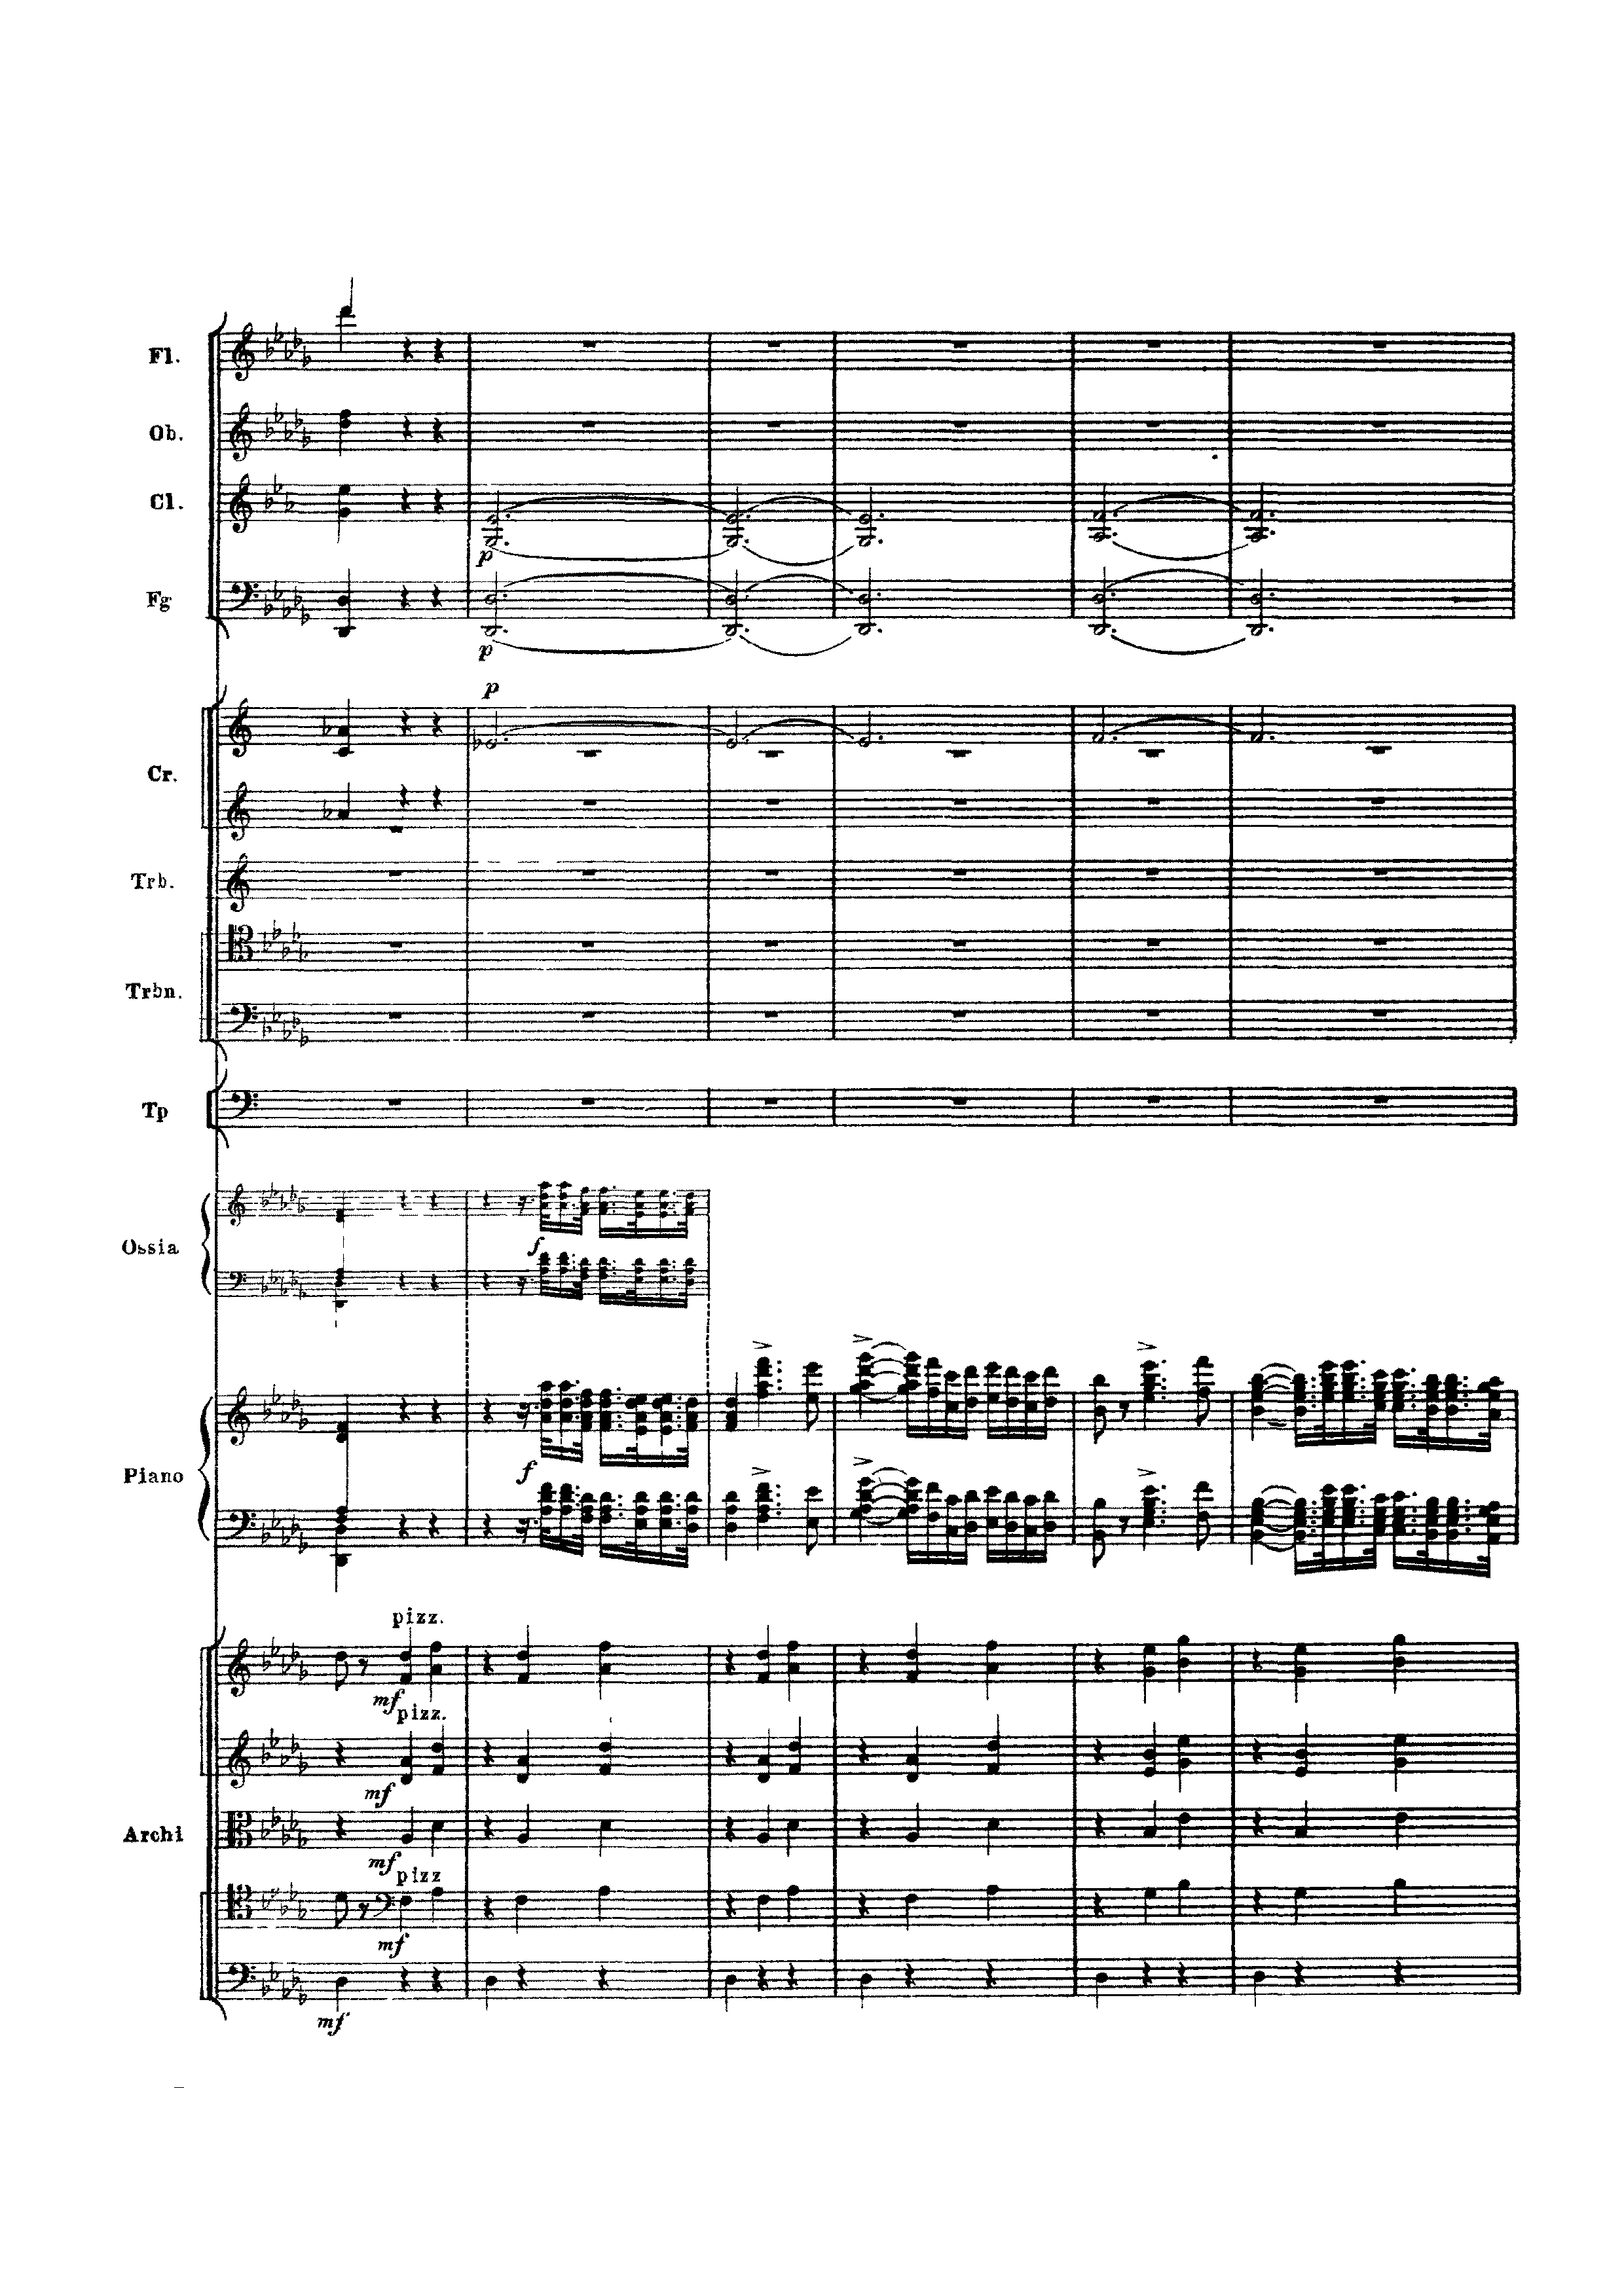 Fl.
Ob.
Cl.
p
Fg
p
p
Cr.
Trb.
Trbn.
Tp
Ossia
f
Piano
f
pizz.
mf
pizz.
mf
Archi
mf
pizz
mf
mf